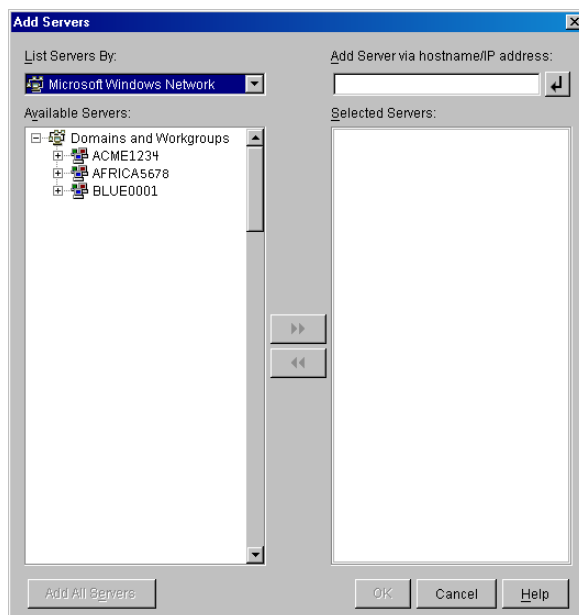 Add Servers
List Servers By:
Add Server via hostname/IP address:
Microsoft Windows Network
Available Servers:
Selected Servers:
Domains and Workgroups
ACME1234
AFRICA5678
BLUE0001
Add All Servers
OK
Cancel
Help